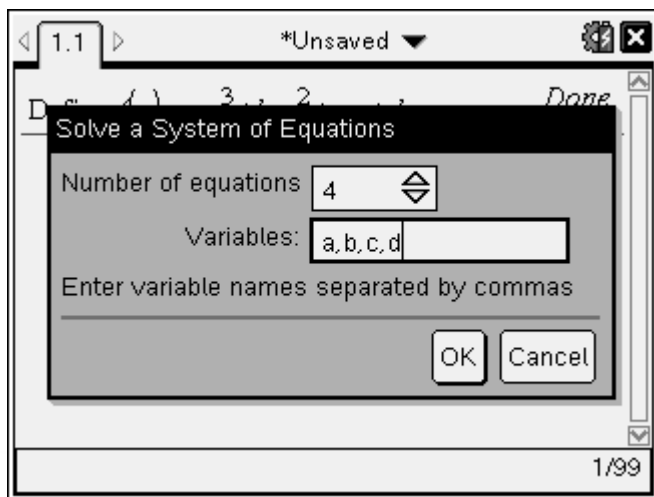 1.1 *Unsaved
Done
Solve a System of Equations
Number of equations 4
Variables: a,b,c,d
Enter variable names separated by commas
OK Cancel
1/99